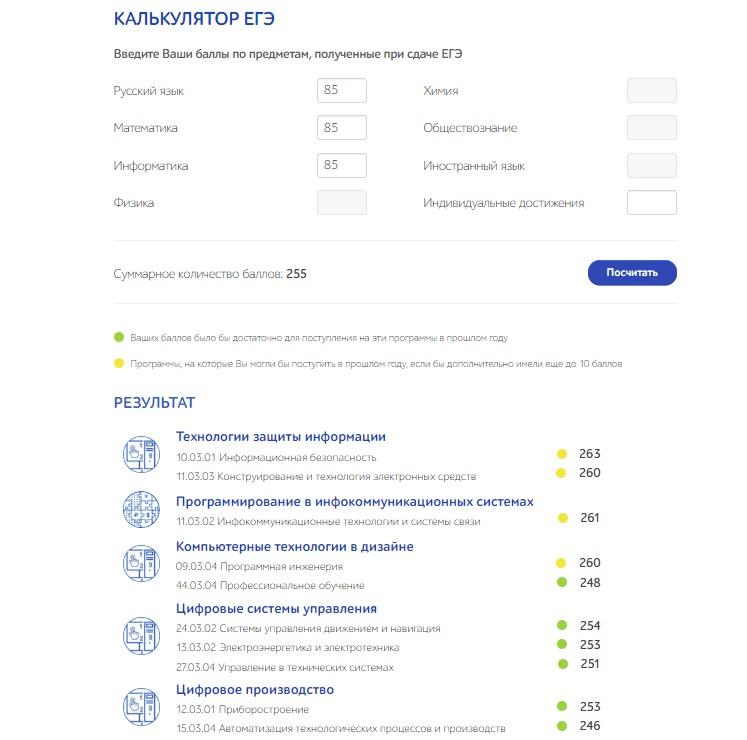 КАЛЬКУЛЯТОР ЕГЭ
Введите Ваши баллы по предметам, полученные при сдаче ЕГЭ
Русский язык 85 Химия
Математика 85 Обществознание
Информатика 85 Иностранный язык
Физика Индивидуальные достижения
Суммарное количество баллов: 255 Посчитать
Ваших баллов было бы достаточно для поступления на эти программы в прошлом году
Программы, на которые Вы могли бы поступить в прошлом году, если бы дополнительно имели еще до 10 баллов
РЕЗУЛЬТАТ
Технологии защиты информации
10.03.01 Информационная безопасность 263
11.03.03 Конструирование и технология электронных средств 260
Программирование в инфокоммуникационных системах
11.03.02 Инфокоммуникационные технологии и системы связи 261
Компьютерные технологии в дизайне
09.03.04 Программная инженерия 260
44.03.04 Профессиональное обучение 248
Цифровые системы управления
24.03.02 Системы управления движением и навигация 254
13.03.02 Электроэнергетика и электротехника 253
27.03.04 Управление в технических системах 251
Цифровое производство
12.03.01 Приборостроение 253
15.03.04 Автоматизация технологических процессов и производств 246